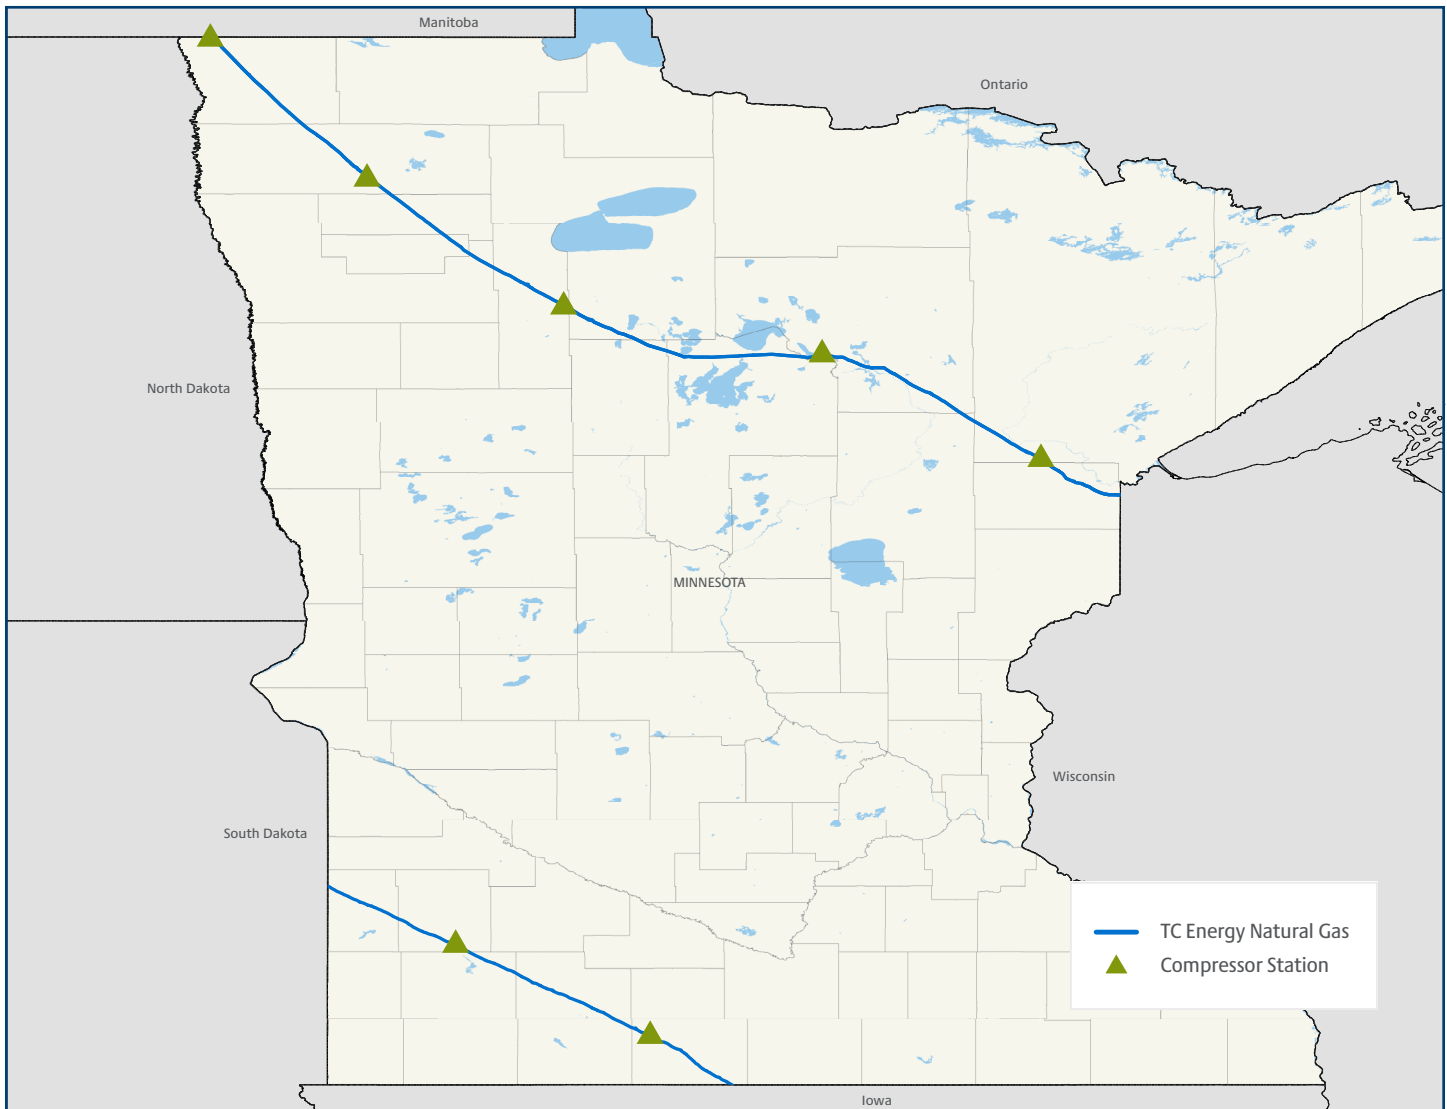 Manitoba
Ontario
North Dakota
MINNESOTA
Wisconsin
South Dakota
TC Energy Natural Gas
Compressor Station
Iowa